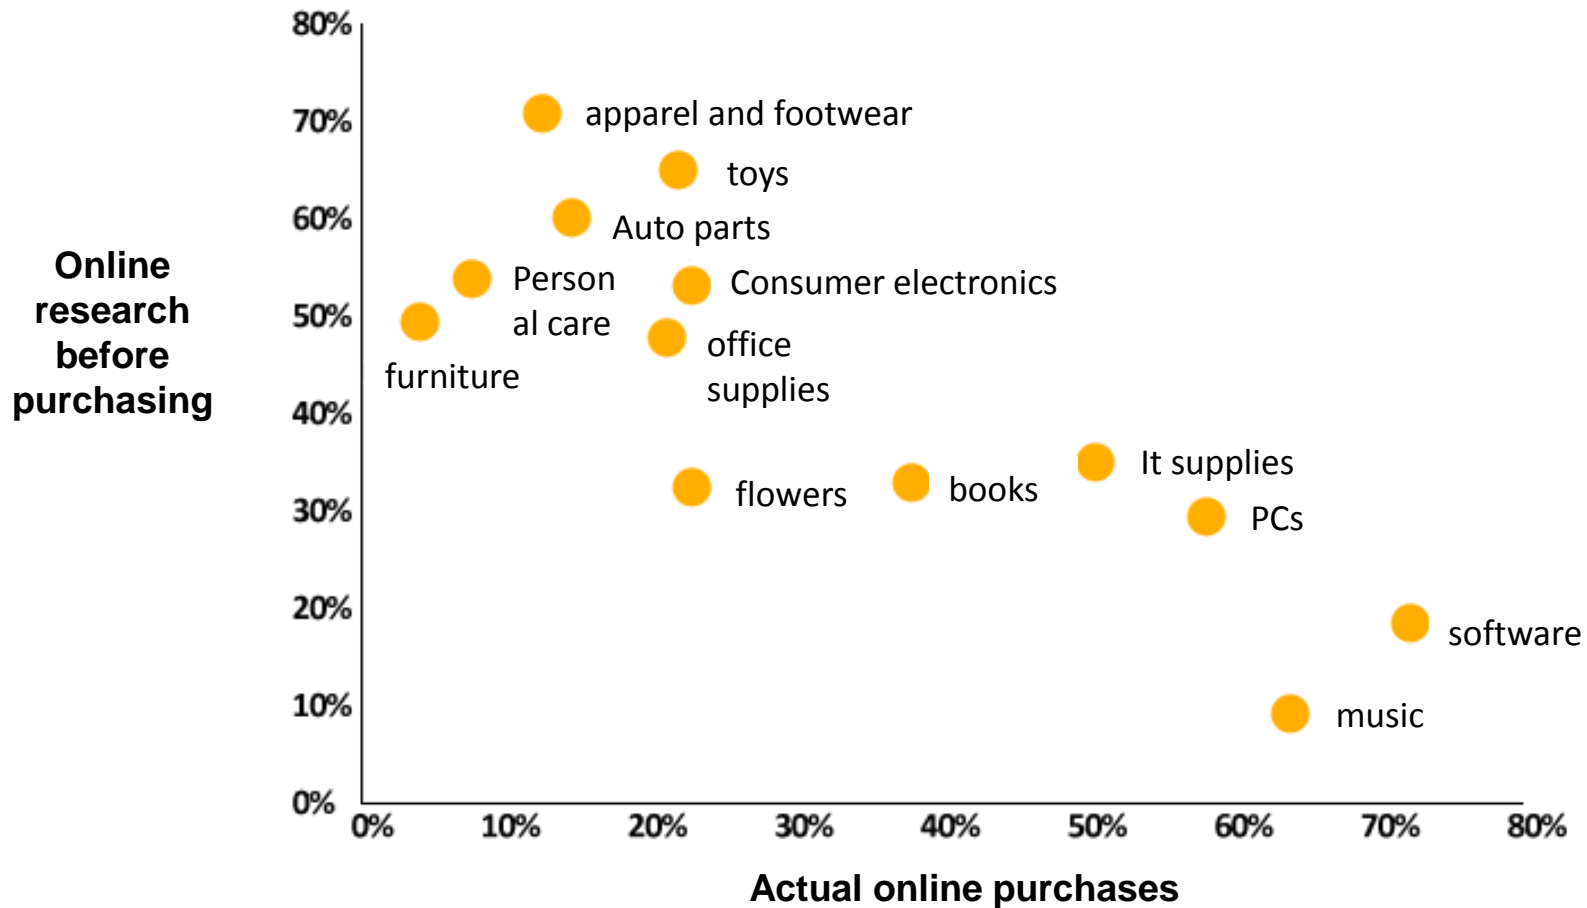 80%
70%
60%
50%
40%
30%
20%
10%
0%
Online
research
before
purchasing
apparel and footwear
toys
Auto parts
Person
al care
Consumer electronics
furniture
office
supplies
flowers
books
It supplies
PCs
software
music
0% 10% 20% 30% 40% 50% 60% 70% 80%
Actual online purchases